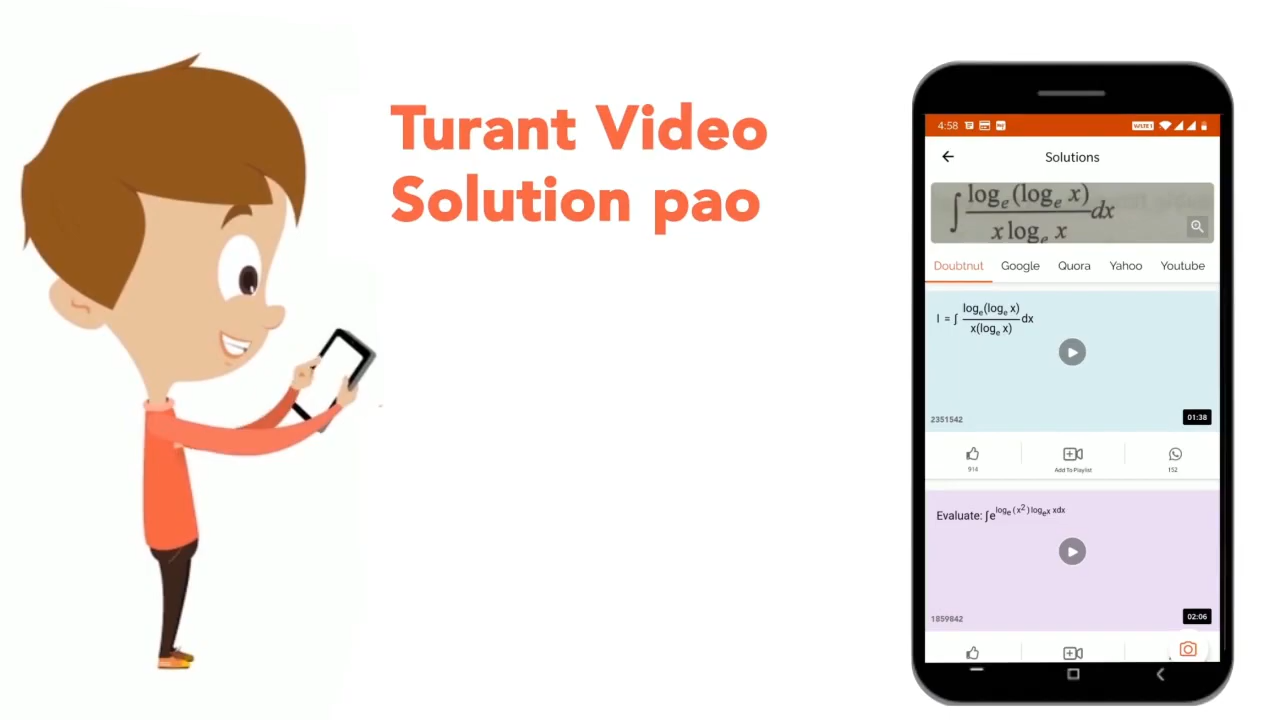 Turant Video
Solution pao
4:58
VoLTE1
Solutions
∫ logₑ(logₑ x) / x logₑ x dx
Doubtnut Google Quora Yahoo Youtube
I = ∫ logₑ(logₑ x) / x(logₑ x) dx
2351542 01:38
914 Add To Playlist 152
Evaluate: ∫e^logₑ(x²)logₑx xdx
1859842 02:06